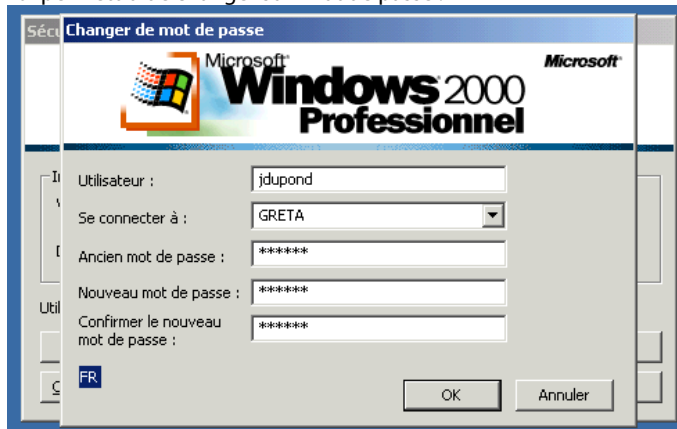 Changer de mot de passe
Microsoft
Microsoft
Windows 2000
Professionnel
Utilisateur :
jdupond
Se connecter à :
GRETA
Ancien mot de passe :
******
Nouveau mot de passe :
******
Confirmer le nouveau
mot de passe :
******
FR
OK
Annuler